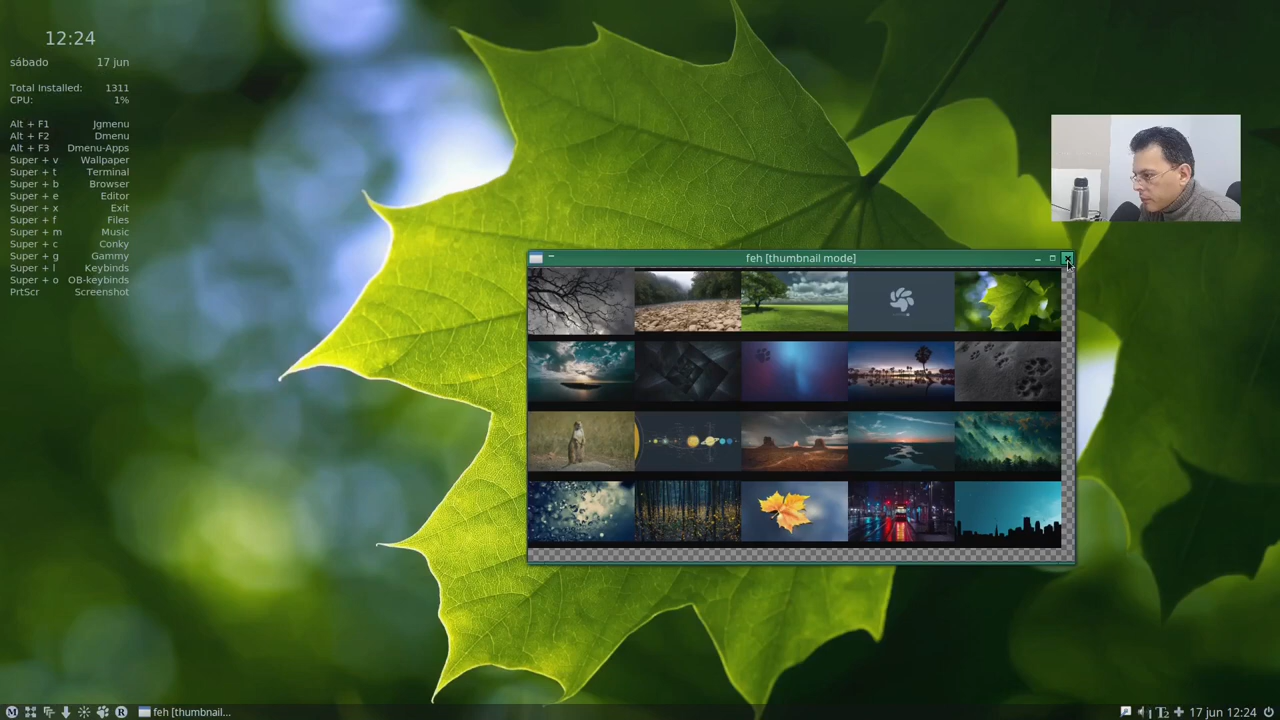 12:24
sábado 17 jun
Total Installed: 1311
CPU: 1%
Alt + F1 Jgmenu
Alt + F2 Dmenu
Alt + F3 Dmenu-Apps
Super + v Wallpaper
Super + t Terminal
Super + b Browser
Super + e Editor
Super + x Exit
Super + f Files
Super + m Music
Super + c Conky
Super + g Gammy
Super + l Keybinds
Super + o OB-keybinds
PrtScr Screenshot
feh [thumbnail mode]
feh [thumbnail...
17 jun 12:24